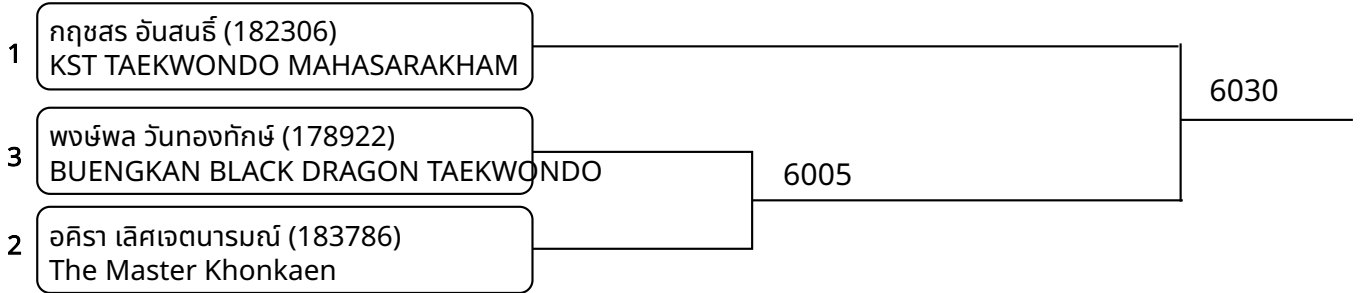 1
กฤชสร อันสนธิ์ (182306)
KST TAEKWONDO MAHASARAKHAM
6030
3
พงษ์พล วันทองทักษ์ (178922)
BUENGKAN BLACK DRAGON TAEKWONDO
6005
2
อคิรา เลิศเจตนารมณ์ (183786)
The Master Khonkaen